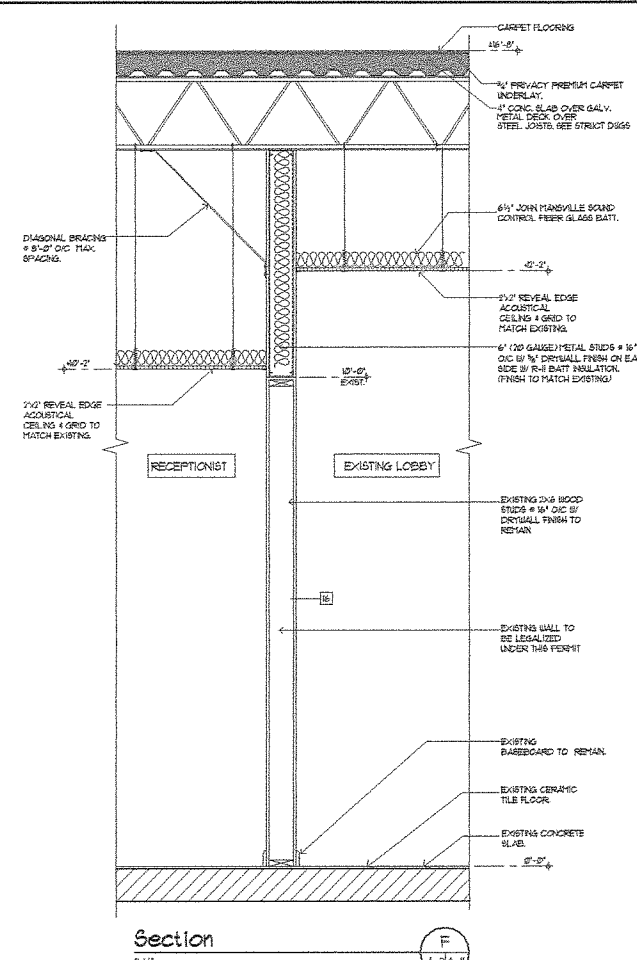 CARPET FLOORING
+16'-8"
3/4" PRIVACY PREMIUM CARPET
UNDERLAY.
4" CONC. SLAB OVER GALV.
METAL DECK OVER
STEEL JOISTS. SEE STRUCT DWGS
6½" JOHN MANSVILLE SOUND
CONTROL FIBER GLASS BATT.
DIAGONAL BRACING
@ 8'-0" O/C MAX.
SPACING.
2'x2' REVEAL EDGE
ACOUSTICAL
CEILING & GRID TO
MATCH EXISTING.
6" (20 GAUGE) METAL STUDS @ 16"
O/C W/ ⅝" DRYWALL FINISH ON EA
SIDE W/ R-11 BATT INSULATION.
(FINISH TO MATCH EXISTING)
+10'-2"
10'-0"
EXIST.
2'x2' REVEAL EDGE
ACOUSTICAL
CEILING & GRID TO
MATCH EXISTING.
RECEPTIONIST
EXISTING LOBBY
EXISTING 2X6 WOOD
STUDS @ 16" O/C W/
DRYWALL FINISH TO
REMAIN
16
EXISTING WALL TO
BE LEGALIZED
UNDER THIS PERMIT
EXISTING
BASEBOARD TO REMAIN.
EXISTING CERAMIC
TILE FLOOR
EXISTING CONCRETE
SLAB.
0'-0"
Section
F